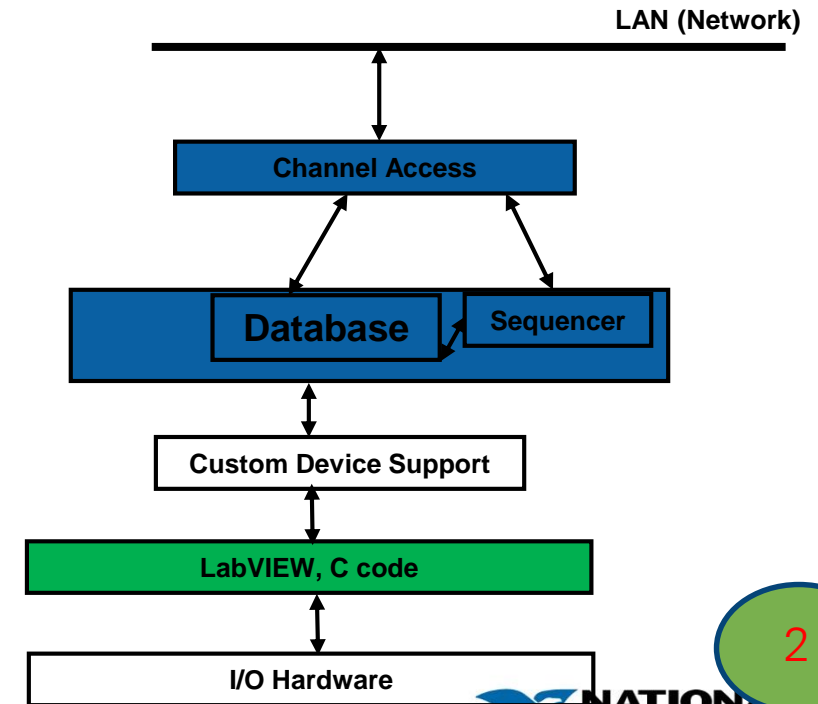 LAN (Network)
Channel Access
Database
Sequencer
Custom Device Support
LabVIEW, C code
2
I/O Hardware